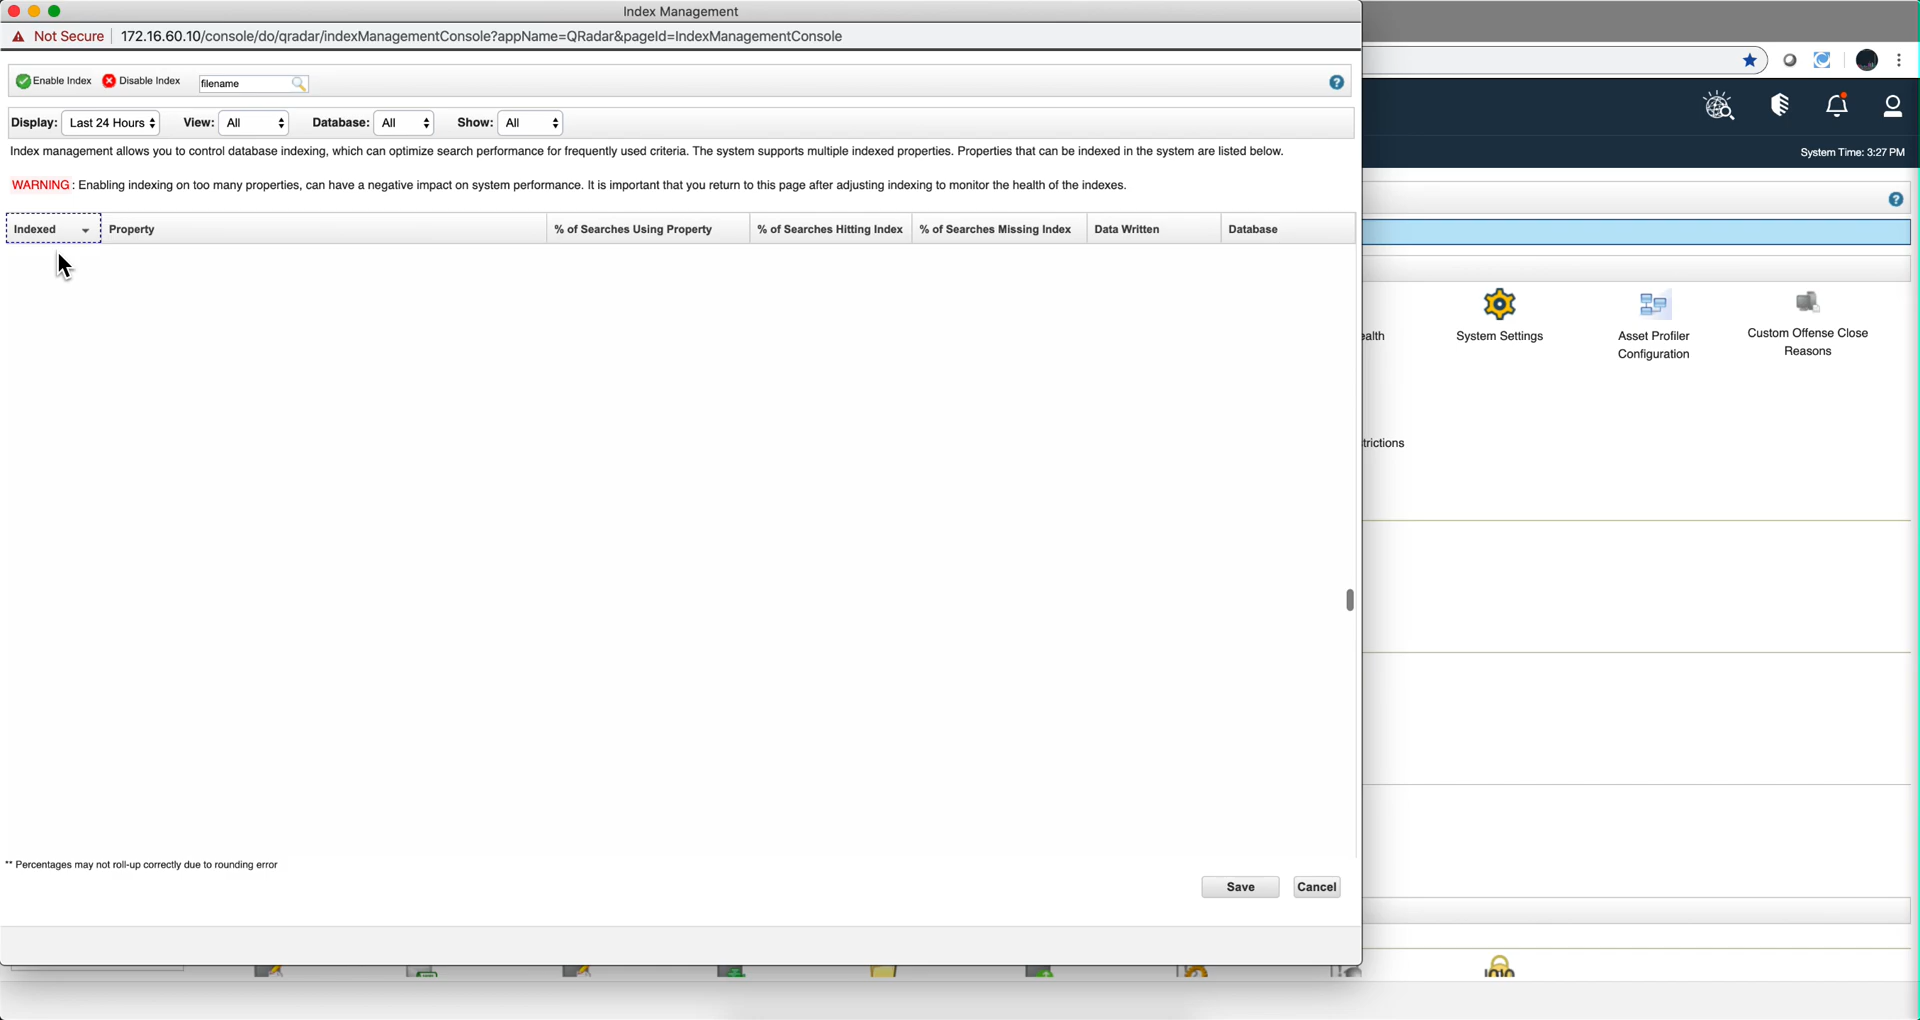 Index Management
Not Secure 172.16.60.10/console/do/qradar/indexManagementConsole?appName=QRadar&pageId=IndexManagementConsole
Enable Index Disable Index filename
Display: Last 24 Hours View: All Database: All Show: All
Index management allows you to control database indexing, which can optimize search performance for frequently used criteria. The system supports multiple indexed properties. Properties that can be indexed in the system are listed below.
WARNING : Enabling indexing on too many properties, can have a negative impact on system performance. It is important that you return to this page after adjusting indexing to monitor the health of the indexes.
Indexed Property % of Searches Using Property % of Searches Hitting Index % of Searches Missing Index Data Written Database
** Percentages may not roll-up correctly due to rounding error
Save Cancel
System Time: 3:27 PM
ealth
System Settings
Asset Profiler
Configuration
Custom Offense Close
Reasons
trictions